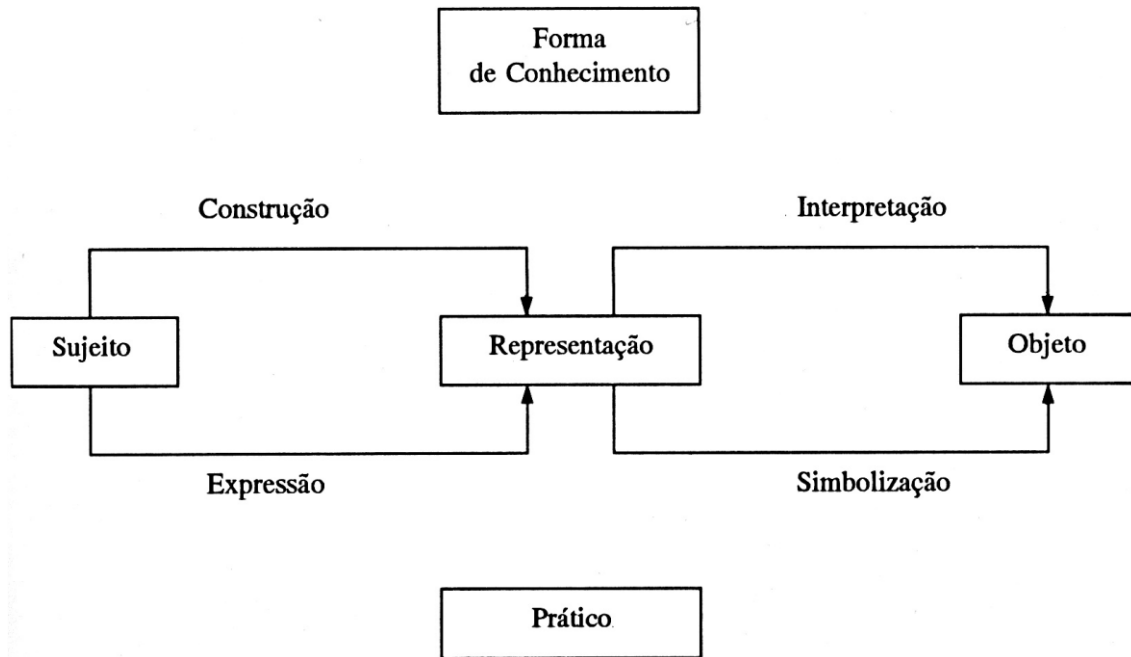 Forma
de Conhecimento
Construção
Interpretação
Sujeito
Representação
Objeto
Expressão
Simbolização
Prático